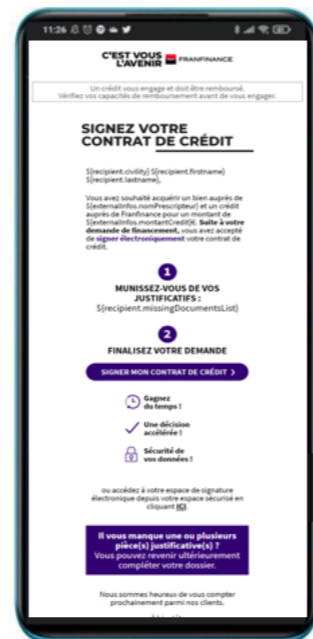 11:26
C'EST VOUS
L'AVENIR FRANFINANCE
Un crédit vous engage et doit être remboursé.
Vérifiez vos capacités de remboursement avant de vous engager.
SIGNEZ VOTRE
CONTRAT DE CRÉDIT
${recipient.civility} ${recipient.firstname}
${recipient.lastname},
Vous avez souhaité acquérir un bien auprès de
${externalInfos.nomPrescripteur} et un crédit
auprès de Franfinance pour un montant de
${externalInfos.montantCredit}€. Suite à votre
demande de financement, vous avez accepté
de signer électroniquement votre contrat de
crédit.
1
MUNISSEZ-VOUS DE VOS
JUSTIFICATIFS :
${recipient.missingDocumentsList}
2
FINALISEZ VOTRE DEMANDE
SIGNER MON CONTRAT DE CRÉDIT >
Gagnez
du temps !
Une décision
accélérée !
Sécurité de
vos données !
ou accédez à votre espace de signature
électronique depuis votre espace sécurisé en
cliquant ICI.
Il vous manque une ou plusieurs
pièce(s) justificative(s) ?
Vous pouvez revenir ultérieurement
compléter votre dossier.
Nous sommes heureux de vous compter
prochainement parmi nos clients.